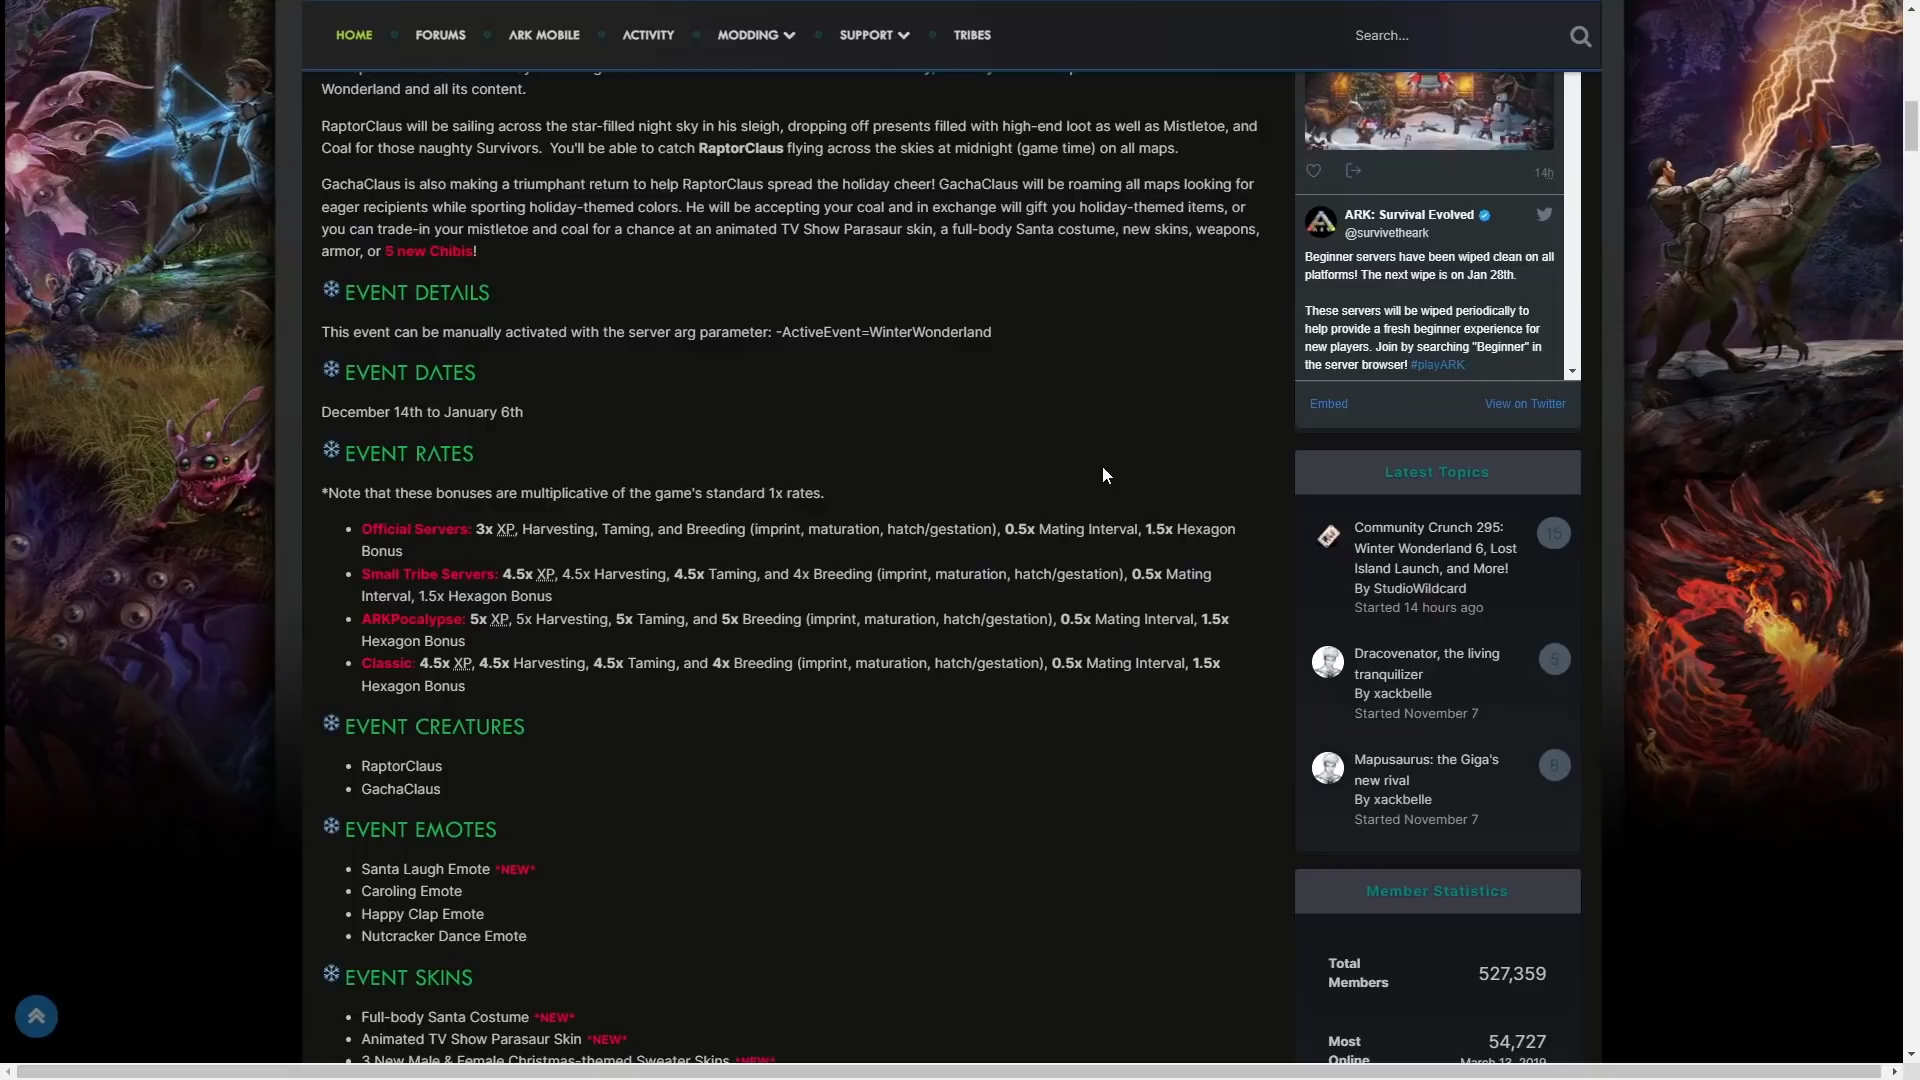 HOME
FORUMS
ARK MOBILE
ACTIVITY
MODDING
SUPPORT
TRIBES
Search...
Wonderland and all its content.
RaptorClaus will be sailing across the star-filled night sky in his sleigh, dropping off presents filled with high-end loot as well as Mistletoe, and
Coal for those naughty Survivors.  You'll be able to catch RaptorClaus flying across the skies at midnight (game time) on all maps.
GachaClaus is also making a triumphant return to help RaptorClaus spread the holiday cheer! GachaClaus will be roaming all maps looking for
eager recipients while sporting holiday-themed colors. He will be accepting your coal and in exchange will gift you holiday-themed items, or
you can trade-in your mistletoe and coal for a chance at an animated TV Show Parasaur skin, a full-body Santa costume, new skins, weapons,
armor, or 5 new Chibis!
EVENT DETAILS
This event can be manually activated with the server arg parameter: -ActiveEvent=WinterWonderland
EVENT DATES
December 14th to January 6th
EVENT RATES
*Note that these bonuses are multiplicative of the game's standard 1x rates.
• Official Servers: 3x XP, Harvesting, Taming, and Breeding (imprint, maturation, hatch/gestation), 0.5x Mating Interval, 1.5x Hexagon
Bonus
• Small Tribe Servers: 4.5x XP, 4.5x Harvesting, 4.5x Taming, and 4x Breeding (imprint, maturation, hatch/gestation), 0.5x Mating
Interval, 1.5x Hexagon Bonus
• ARKPocalypse: 5x XP, 5x Harvesting, 5x Taming, and 5x Breeding (imprint, maturation, hatch/gestation), 0.5x Mating Interval, 1.5x
Hexagon Bonus
• Classic: 4.5x XP, 4.5x Harvesting, 4.5x Taming, and 4x Breeding (imprint, maturation, hatch/gestation), 0.5x Mating Interval, 1.5x
Hexagon Bonus
EVENT CREATURES
• RaptorClaus
• GachaClaus
EVENT EMOTES
• Santa Laugh Emote *NEW*
• Caroling Emote
• Happy Clap Emote
• Nutcracker Dance Emote
EVENT SKINS
• Full-body Santa Costume *NEW*
• Animated TV Show Parasaur Skin *NEW*
• 3 New Male & Female Christmas-themed Sweater Skins *NEW*
14h
ARK: Survival Evolved
@survivetheark
Beginner servers have been wiped clean on all
platforms! The next wipe is on Jan 28th.
These servers will be wiped periodically to
help provide a fresh beginner experience for
new players. Join by searching "Beginner" in
the server browser! #playARK
Embed
View on Twitter
Latest Topics
Community Crunch 295:
Winter Wonderland 6, Lost
Island Launch, and More!
By StudioWildcard
Started 14 hours ago
15
Dracovenator, the living
tranquilizer
By xackbelle
Started November 7
5
Mapusaurus: the Giga's
new rival
By xackbelle
Started November 7
8
Member Statistics
Total
Members
527,359
Most
Online
54,727
March 13, 2019